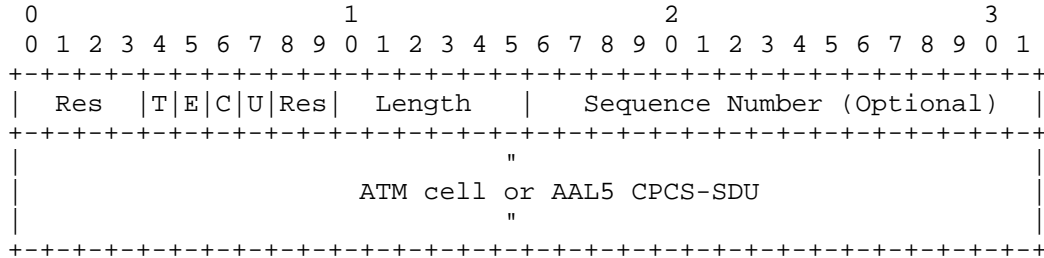 0                   1                   2                   3
 0 1 2 3 4 5 6 7 8 9 0 1 2 3 4 5 6 7 8 9 0 1 2 3 4 5 6 7 8 9 0 1
+-+-+-+-+-+-+-+-+-+-+-+-+-+-+-+-+-+-+-+-+-+-+-+-+-+-+-+-+-+-+-+-+
|  Res  |T|E|C|U|Res|  Length   |   Sequence Number (Optional)  |
+-+-+-+-+-+-+-+-+-+-+-+-+-+-+-+-+-+-+-+-+-+-+-+-+-+-+-+-+-+-+-+-+
|                              "                                |
|                     ATM cell or AAL5 CPCS-SDU                 |
|                              "                                |
+-+-+-+-+-+-+-+-+-+-+-+-+-+-+-+-+-+-+-+-+-+-+-+-+-+-+-+-+-+-+-+-+